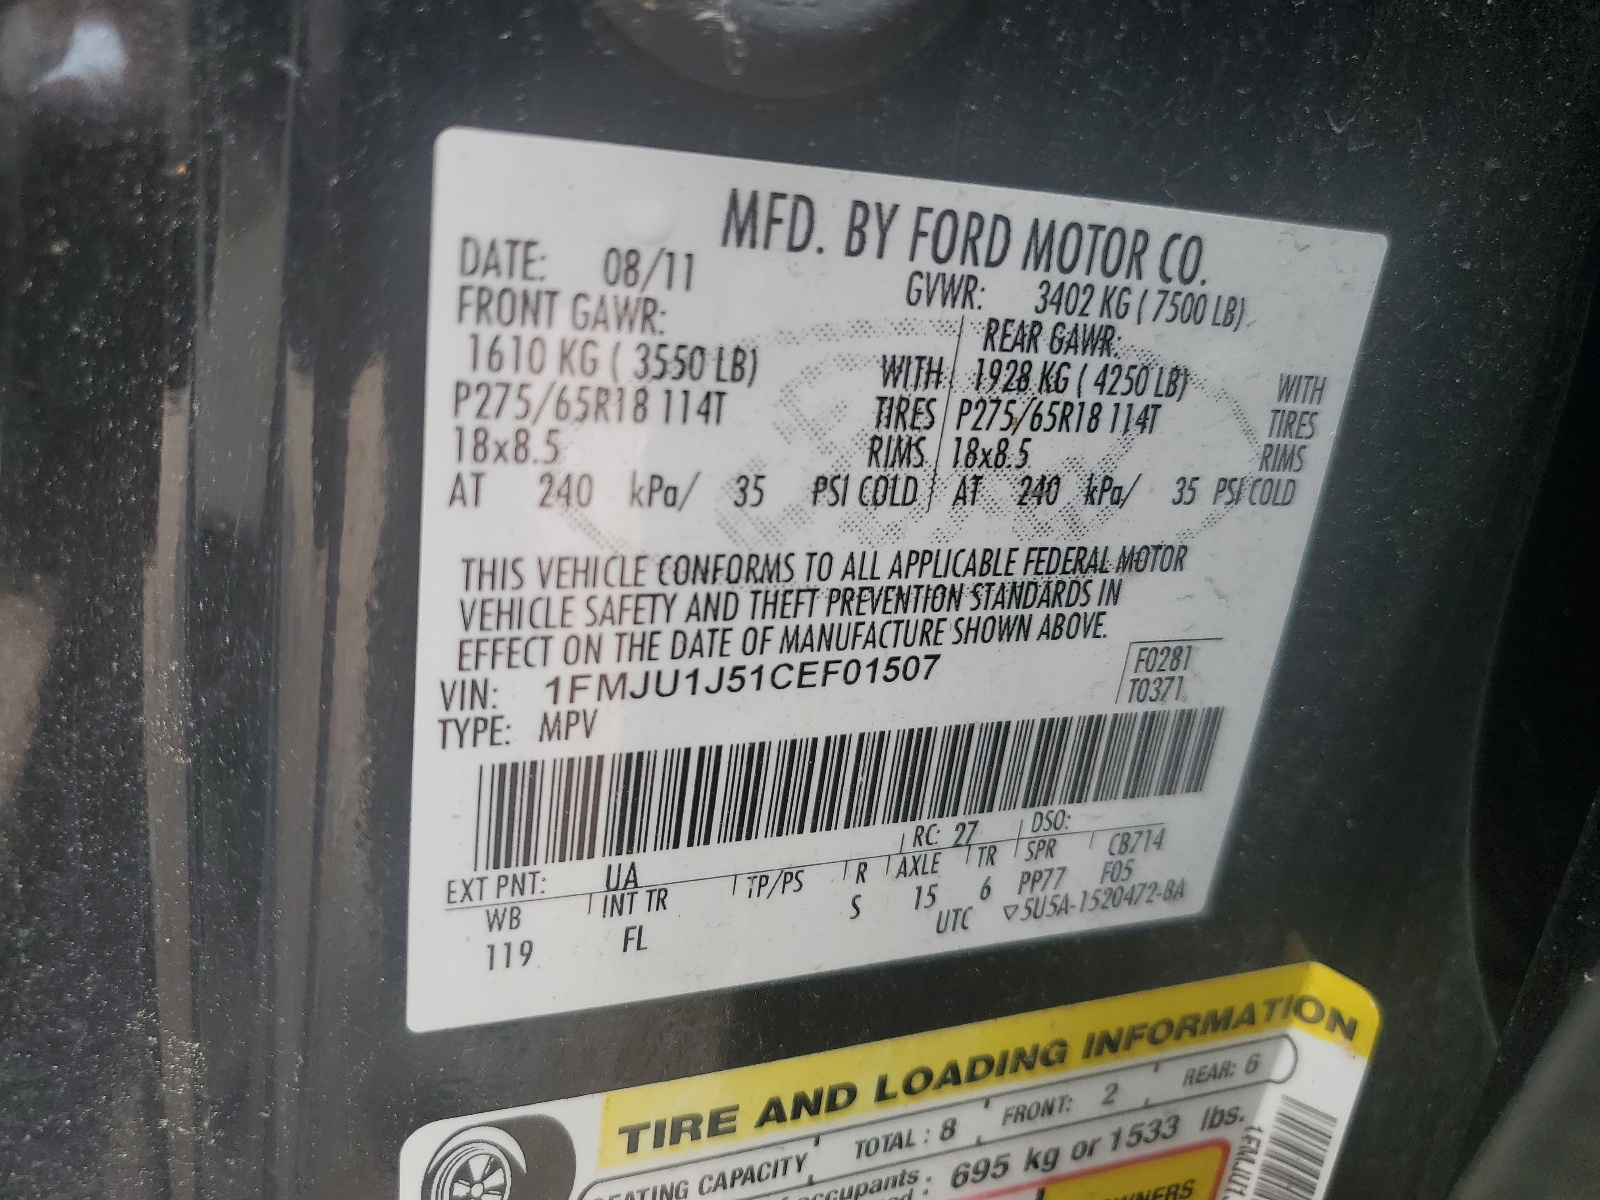 MFD. BY FORD MOTOR CO.
DATE: 08/11 GVWR: 3402 KG ( 7500 LB)
FRONT GAWR: REAR GAWR:
1610 KG ( 3550 LB) WITH 1928 KG ( 4250 LB) WITH
P275/65R18 114T TIRES P275/65R18 114T TIRES
18x8.5 RIMS 18x8.5 RIMS
AT 240 kPa/ 35 PSI COLD AT 240 kPa/ 35 PSI COLD
THIS VEHICLE CONFORMS TO ALL APPLICABLE FEDERAL MOTOR
VEHICLE SAFETY AND THEFT PREVENTION STANDARDS IN
EFFECT ON THE DATE OF MANUFACTURE SHOWN ABOVE.
VIN: 1FMJU1J51CEF01507 F0281
TYPE: MPV T0371
EXT PNT: UA RC: 27 DSO:
WB INT TR TP/PS R AXLE TR SPR CB714
119 FL S 15 6 PP77 F05
UTC ▽5U5A-1520472-BA
TIRE AND LOADING INFORMATION
SEATING CAPACITY TOTAL : 8 FRONT: 2 REAR: 6
occupants : 695 kg or 1533 lbs.
OWNERS
1FMJU1